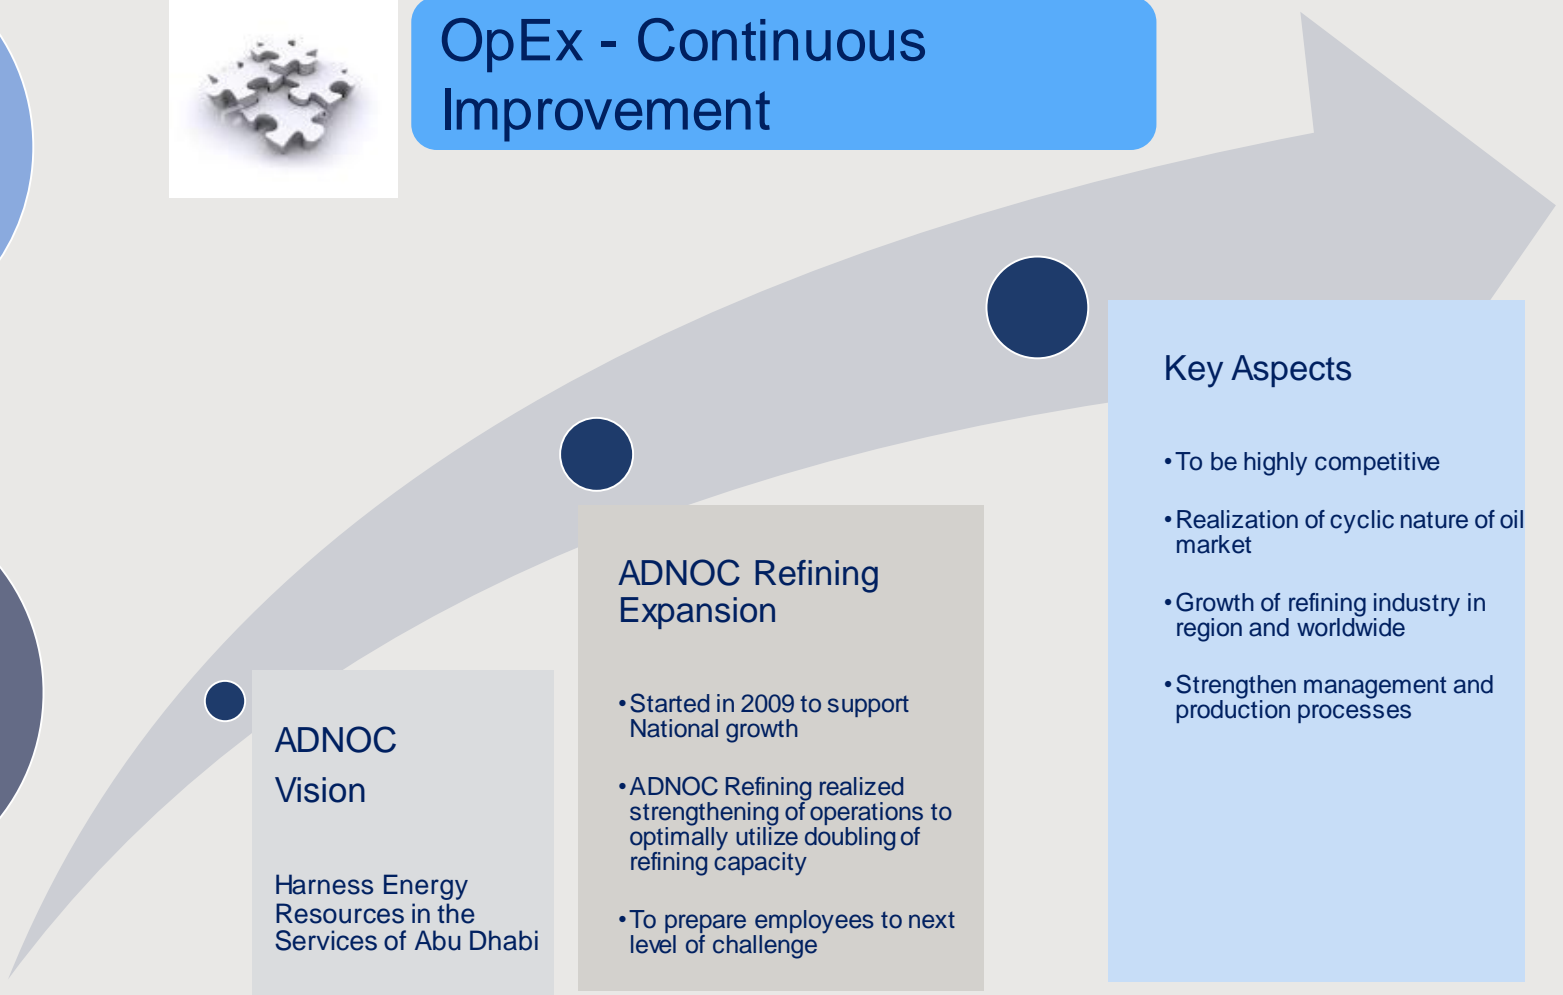 OpEx - Continuous
Improvement
ADNOC
Vision
Harness Energy
Resources in the
Services of Abu Dhabi
ADNOC Refining
Expansion
•Started in 2009 to support
National growth
•ADNOC Refining realized
strengthening of operations to
optimally utilize doubling of
refining capacity
•To prepare employees to next
level of challenge
Key Aspects
•To be highly competitive
•Realization of cyclic nature of oil
market
•Growth of refining industry in
region and worldwide
•Strengthen management and
production processes